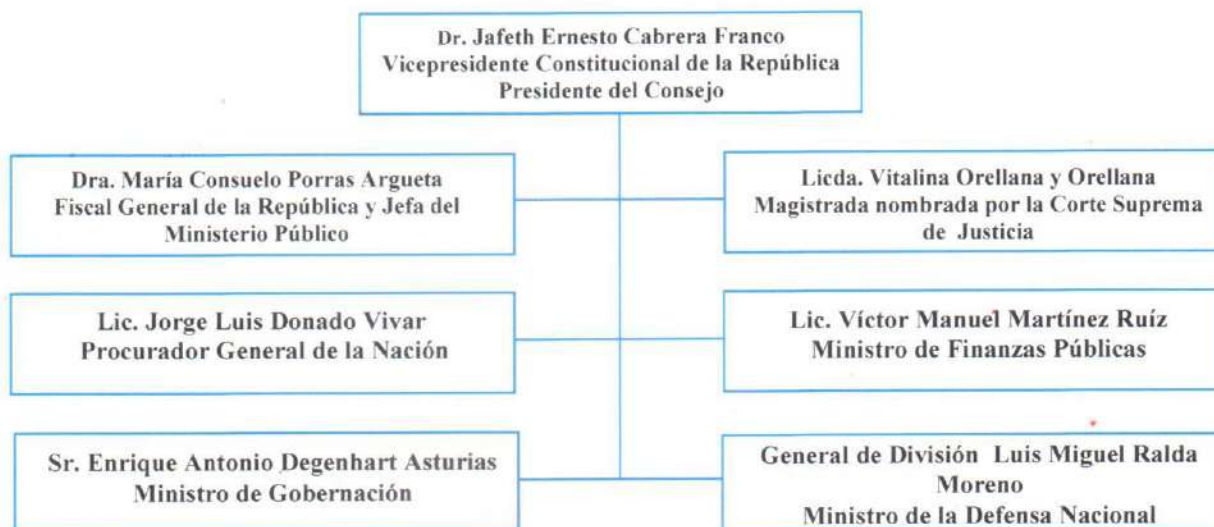 Dr. Jafeth Ernesto Cabrera Franco
Vicepresidente Constitucional de la República
Presidente del Consejo
Dra. María Consuelo Porras Argueta
Fiscal General de la República y Jefa del
Ministerio Público
Licda. Vitalina Orellana y Orellana
Magistrada nombrada por la Corte Suprema
de Justicia
Lic. Jorge Luis Donado Vivar
Procurador General de la Nación
Lic. Víctor Manuel Martínez Ruíz
Ministro de Finanzas Públicas
Sr. Enrique Antonio Degenhart Asturias
Ministro de Gobernación
General de División Luis Miguel Ralda
Moreno
Ministro de la Defensa Nacional